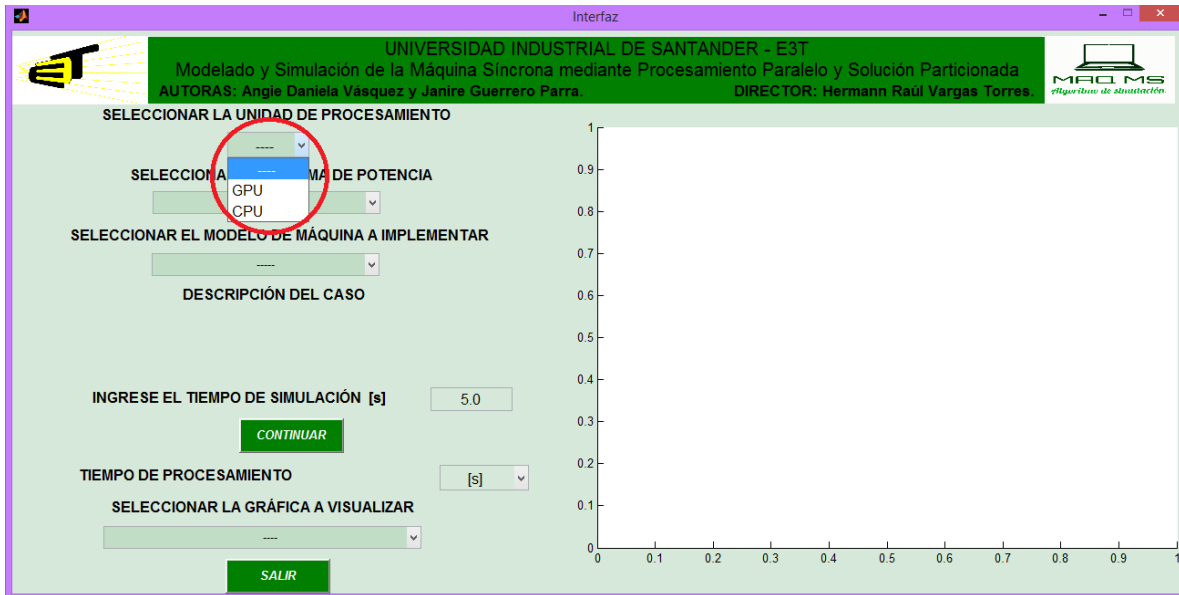 Interfaz
UNIVERSIDAD INDUSTRIAL DE SANTANDER - E3T
Modelado y Simulación de la Máquina Síncrona mediante Procesamiento Paralelo y Solución Particionada
AUTORAS: Angie Daniela Vásquez y Janire Guerrero Parra. DIRECTOR: Hermann Raúl Vargas Torres.
MAQ MS
Algoritmo de simulación.
SELECCIONAR LA UNIDAD DE PROCESAMIENTO
----
----
GPU
CPU
SELECCIONA MA DE POTENCIA
SELECCIONAR EL MODELO DE MÁQUINA A IMPLEMENTAR
-----
DESCRIPCIÓN DEL CASO
INGRESE EL TIEMPO DE SIMULACIÓN [s] 5.0
CONTINUAR
TIEMPO DE PROCESAMIENTO [s]
SELECCIONAR LA GRÁFICA A VISUALIZAR
----
SALIR
1
0.9
0.8
0.7
0.6
0.5
0.4
0.3
0.2
0.1
0
0 0.1 0.2 0.3 0.4 0.5 0.6 0.7 0.8 0.9 1